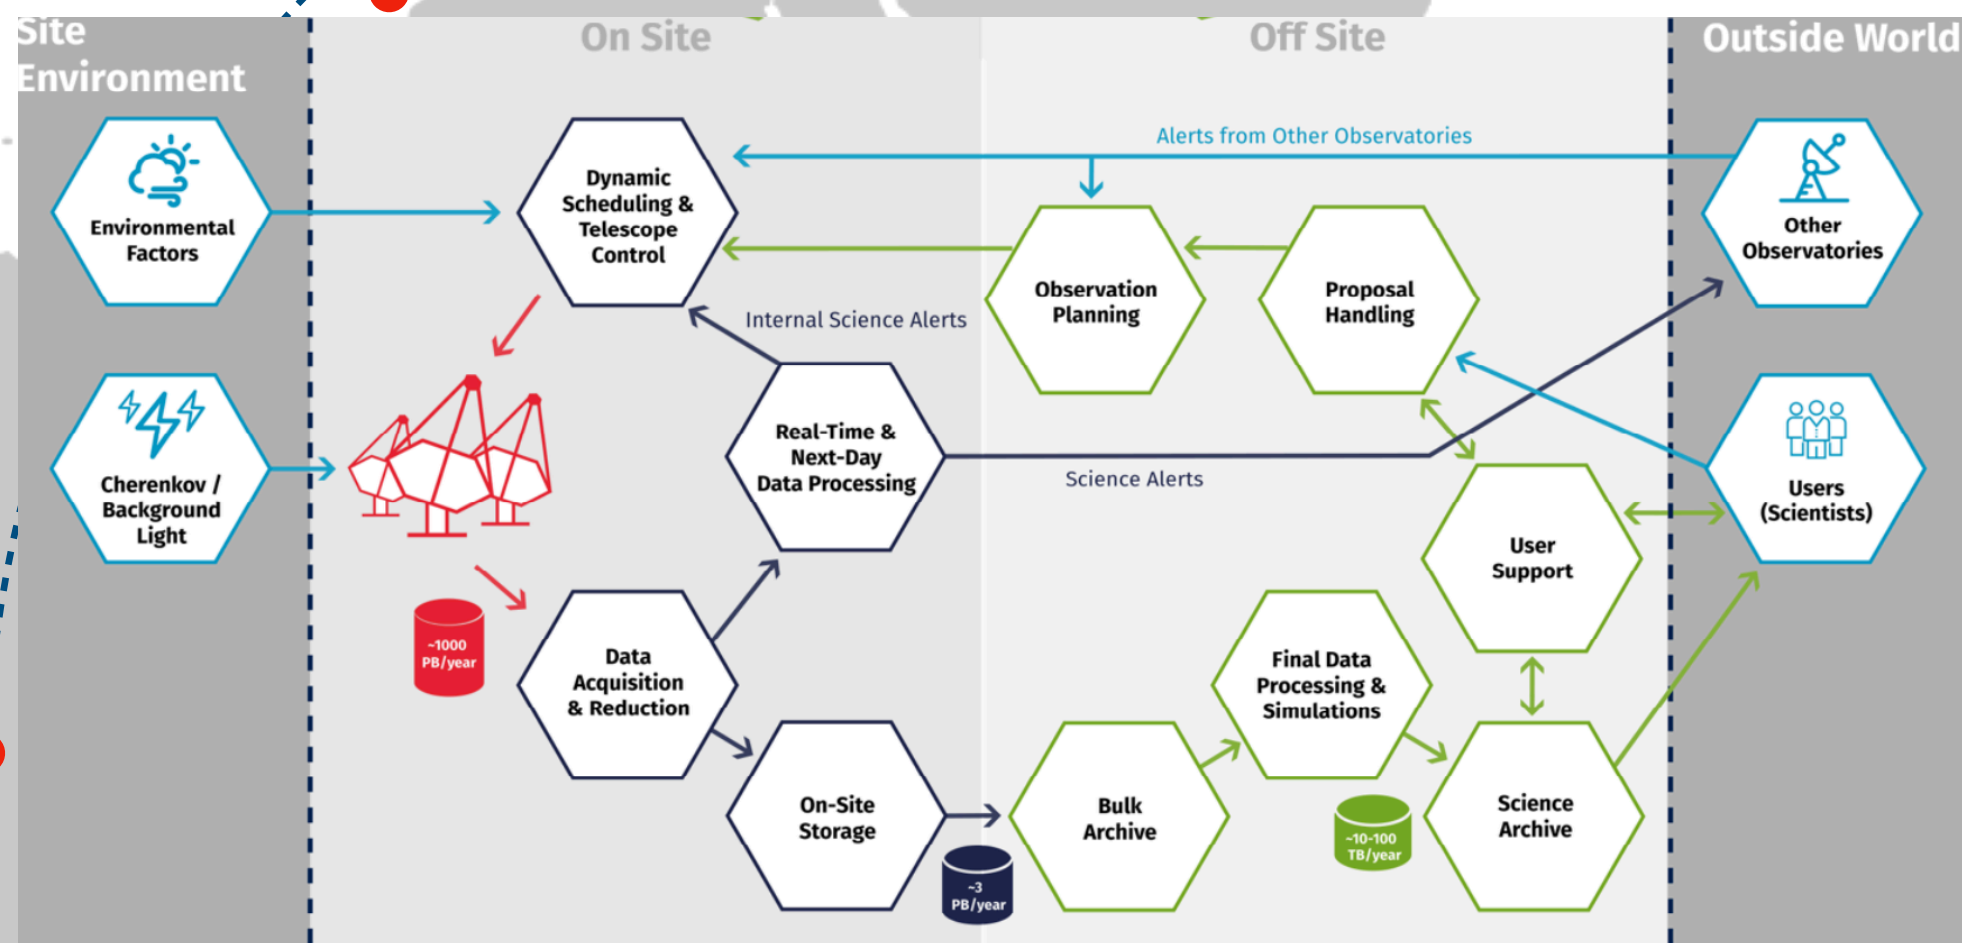 Site
Environment
On Site
Off Site
Outside World
Environmental
Factors
Dynamic
Scheduling &
Telescope
Control
Alerts from Other Observatories
Other
Observatories
Observation
Planning
Proposal
Handling
Internal Science Alerts
Cherenkov /
Background
Light
Real-Time &
Next-Day
Data Processing
Science Alerts
Users
(Scientists)
User
Support
~1000
PB/year
Data
Acquisition
& Reduction
Final Data
Processing &
Simulations
On-Site
Storage
~3
PB/year
Bulk
Archive
~10-100
TB/year
Science
Archive